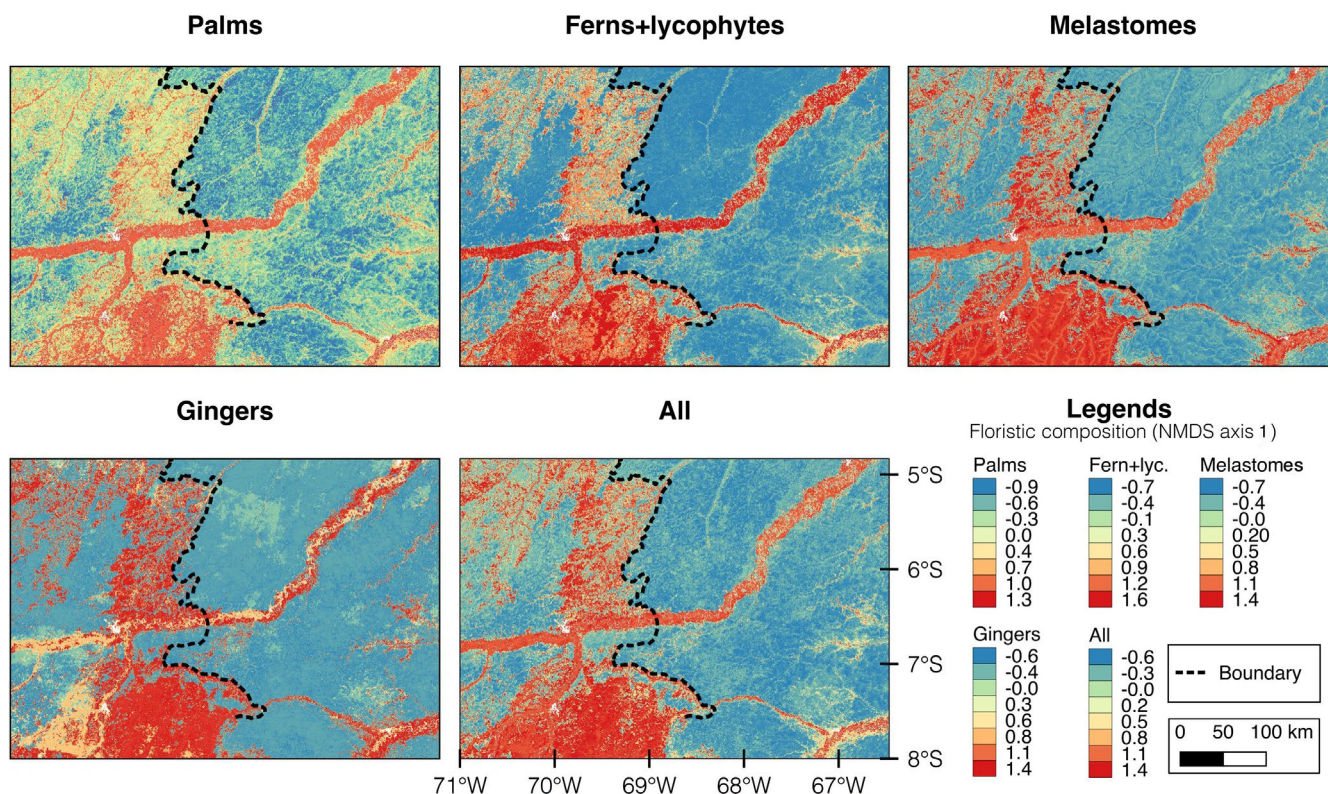 Palms
Ferns+lycophytes
Melastomes
Gingers
All
Legends
Floristic composition (NMDS axis 1)
Palms
-0.9
-0.6
-0.3
0.0
0.4
0.7
1.0
1.3
Fern+lyc.
-0.7
-0.4
-0.1
0.3
0.6
0.9
1.2
1.6
Melastomes
-0.7
-0.4
-0.0
0.20
0.5
0.8
1.1
1.4
Gingers
-0.6
-0.4
-0.0
0.3
0.6
0.8
1.1
1.4
All
-0.6
-0.3
-0.0
0.2
0.5
0.8
1.1
1.4
Boundary
0 50 100 km
5°S
6°S
7°S
8°S
71°W 70°W 69°W 68°W 67°W